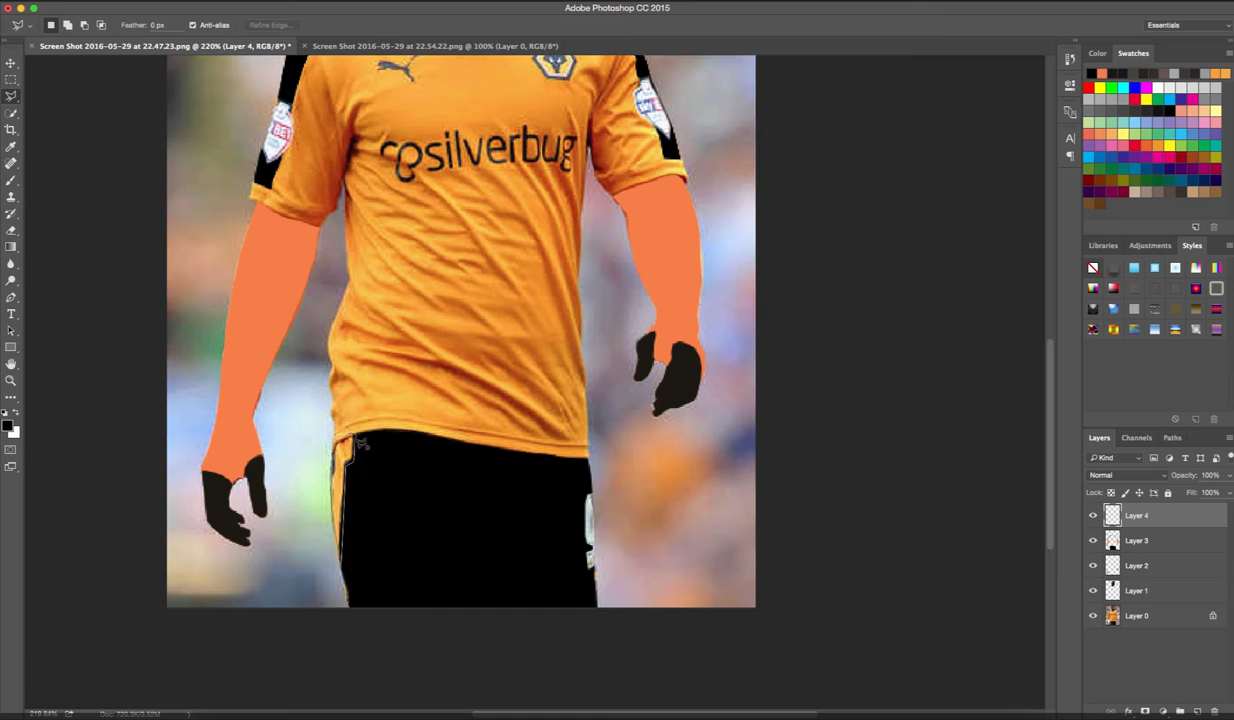 Adobe Photoshop CC 2015
Feather: 0 px
Anti-alias
Refine Edge...
Essentials
Screen Shot 2016-05-29 at 22.47.23.png @ 220% (Layer 4, RGB/8*) *
Screen Shot 2016-05-29 at 22.54.22.png @ 100% (Layer 0, RGB/8*)
Color
Swatches
silverbug
Libraries
Adjustments
Styles
Layers
Channels
Paths
Kind
Normal
Opacity: 100%
Lock:
Fill: 100%
Layer 4
Layer 3
Layer 2
Layer 1
Layer 0